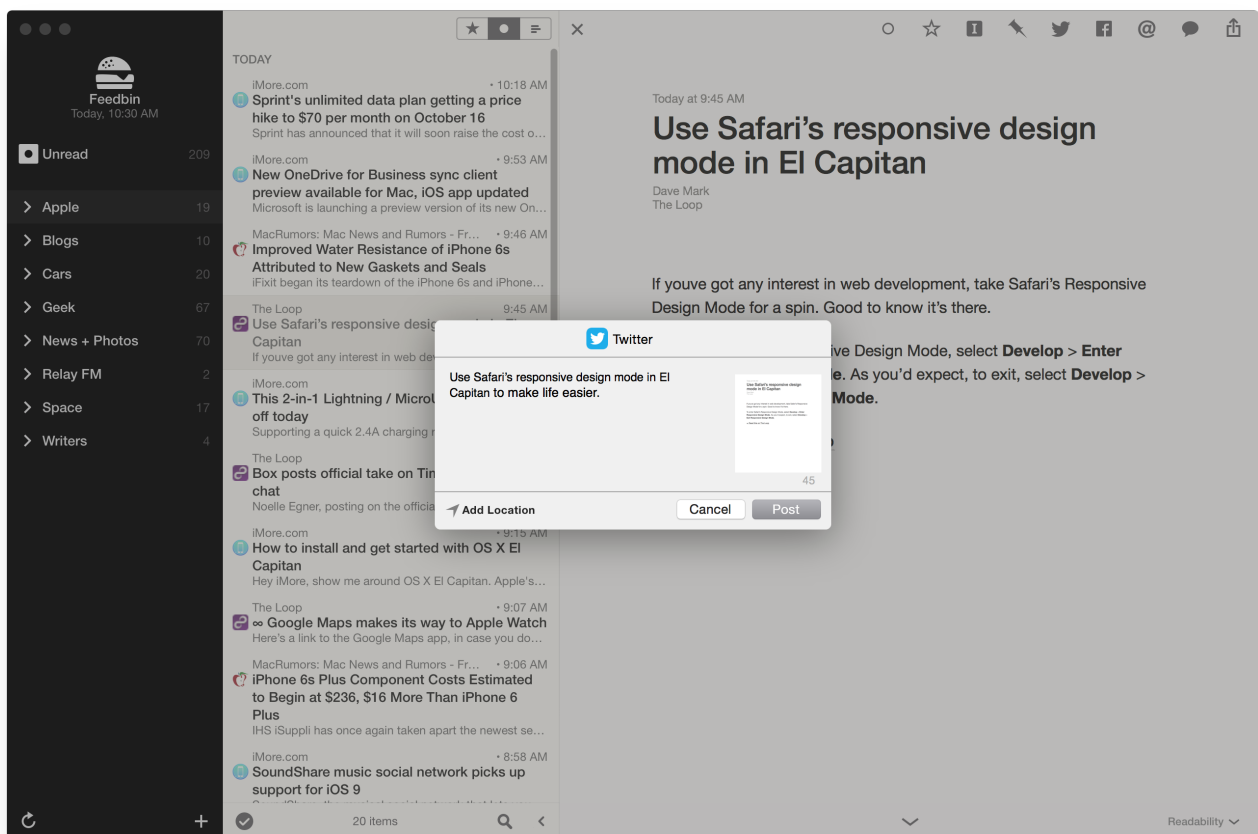 Feedbin
Today, 10:30 AM
Unread 209
Apple 19
Blogs 10
Cars 20
Geek 67
News + Photos 70
Relay FM 2
Space 17
Writers 4
TODAY
iMore.com • 10:18 AM
Sprint's unlimited data plan getting a price
hike to $70 per month on October 16
Sprint has announced that it will soon raise the cost o...
iMore.com • 9:53 AM
New OneDrive for Business sync client
preview available for Mac, iOS app updated
Microsoft is launching a preview version of its new On...
MacRumors: Mac News and Rumors - Fr... • 9:46 AM
Improved Water Resistance of iPhone 6s
Attributed to New Gaskets and Seals
iFixit began its teardown of the iPhone 6s and iPhone...
The Loop 9:45 AM
Use Safari's responsive
Capitan
If youve got any interest in web
iMore.com
This 2-in-1 Lightning /
off today
Supporting a quick 2.4A charging
The Loop
Box posts official take on
chat
Noelle Egner, posting on the
iMore.com • 9:15 AM
How to install and get started with OS X El
Capitan
Hey iMore, show me around OS X El Capitan. Apple's...
The Loop • 9:07 AM
∞ Google Maps makes its way to Apple Watch
Here's a link to the Google Maps app, in case you do...
MacRumors: Mac News and Rumors - Fr... • 9:06 AM
iPhone 6s Plus Component Costs Estimated
to Begin at $236, $16 More Than iPhone 6
Plus
IHS iSuppli has once again taken apart the newest se...
iMore.com • 8:58 AM
SoundShare music social network picks up
support for iOS 9
20 items
Today at 9:45 AM
Use Safari's responsive design
mode in El Capitan
Dave Mark
The Loop
If youve got any interest in web development, take Safari's Responsive
Design Mode for a spin. Good to know it's there.
Design Mode, select Develop > Enter
As you'd expect, to exit, select Develop >
Mode.
Readability
Twitter
Use Safari's responsive design mode in El
Capitan to make life easier.
Use Safari's responsive design
mode in El Capitan
45
Add Location
Cancel
Post